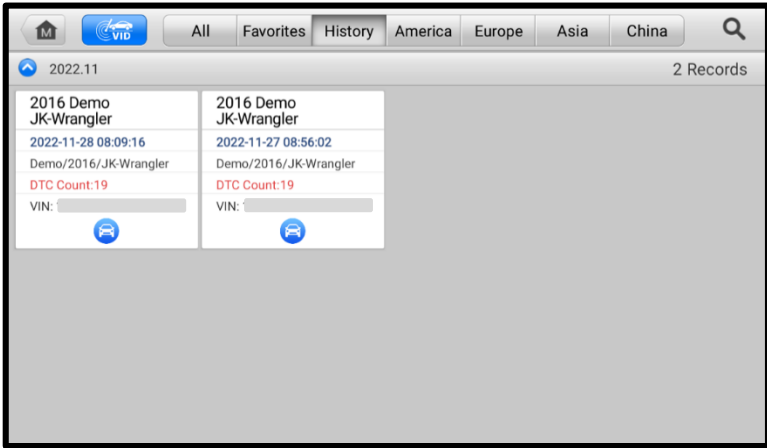 M VID All Favorites History America Europe Asia China
2022.11 2 Records
2016 Demo
JK-Wrangler
2022-11-28 08:09:16
Demo/2016/JK-Wrangler
DTC Count:19
VIN:
2016 Demo
JK-Wrangler
2022-11-27 08:56:02
Demo/2016/JK-Wrangler
DTC Count:19
VIN: